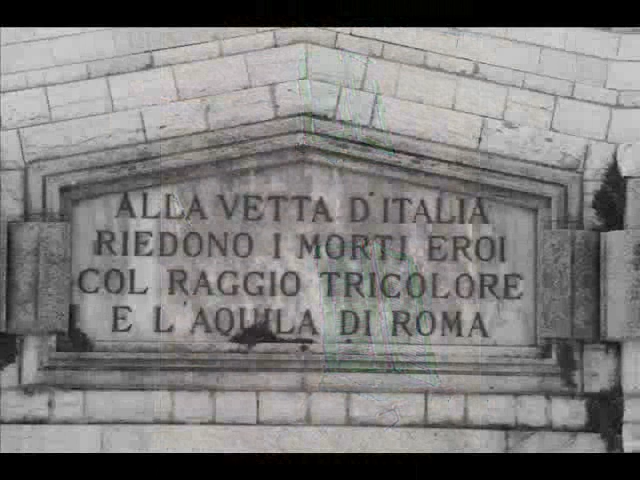 ALLA VETTA D'ITALIA
RIEDONO I MORTI EROI
COL RAGGIO TRICOLORE
E L'AQUILA DI ROMA